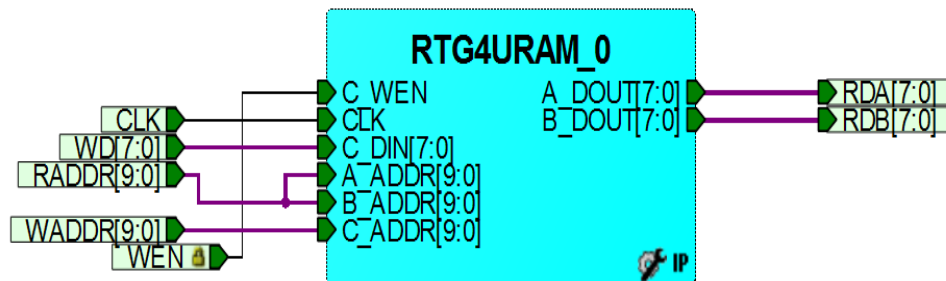 RTG4URAM_0
C_WEN
A_DOUT[7:0]
RDA[7:0]
CLK
CLK
B_DOUT[7:0]
RDB[7:0]
WD[7:0]
C_DIN[7:0]
RADDR[9:0]
A_ADDR[9:0]
B_ADDR[9:0]
WADDR[9:0]
C_ADDR[9:0]
WEN
IP